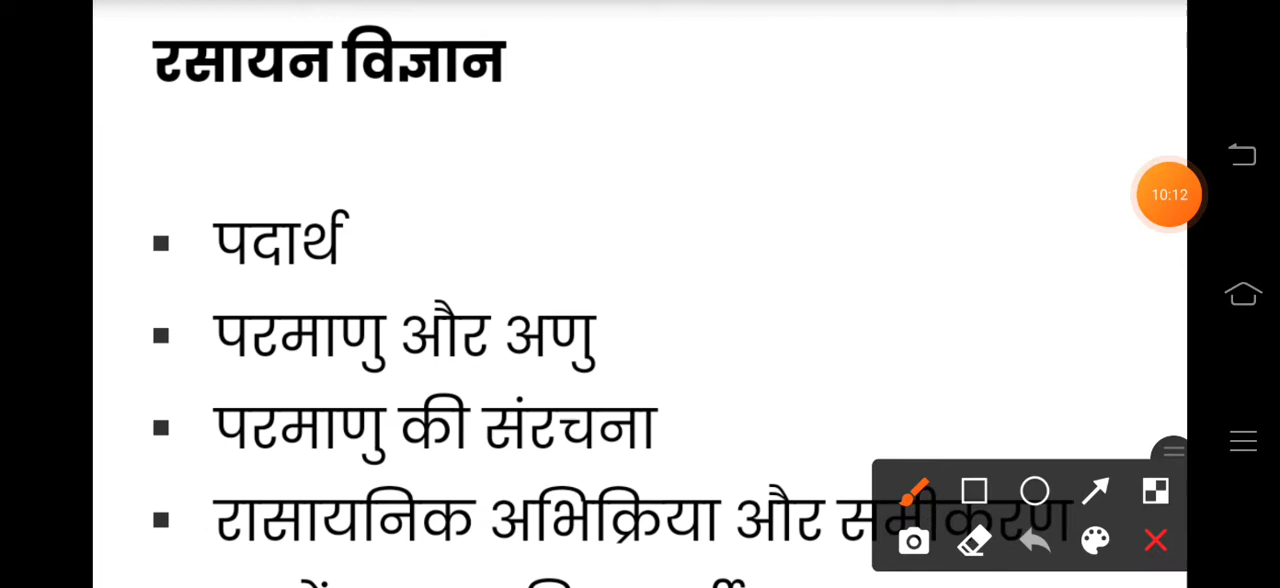 रसायन विज्ञान
10:12
▪ पदार्थ
▪ परमाणु और अणु
▪ परमाणु की संरचना
▪ रासायनिक अभिक्रिया और समीकरण